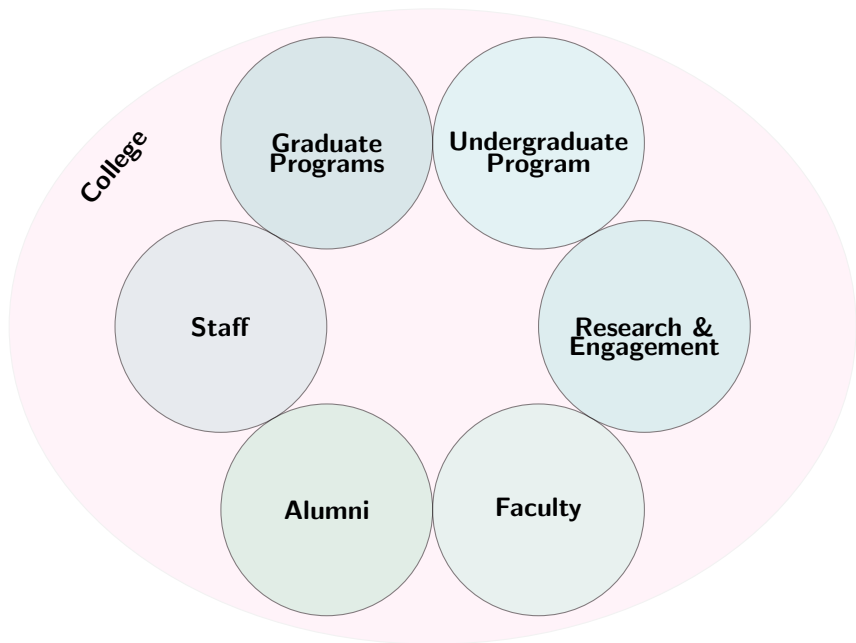 College
Graduate
Programs
Undergraduate
Program
Staff
Research &
Engagement
Alumni
Faculty